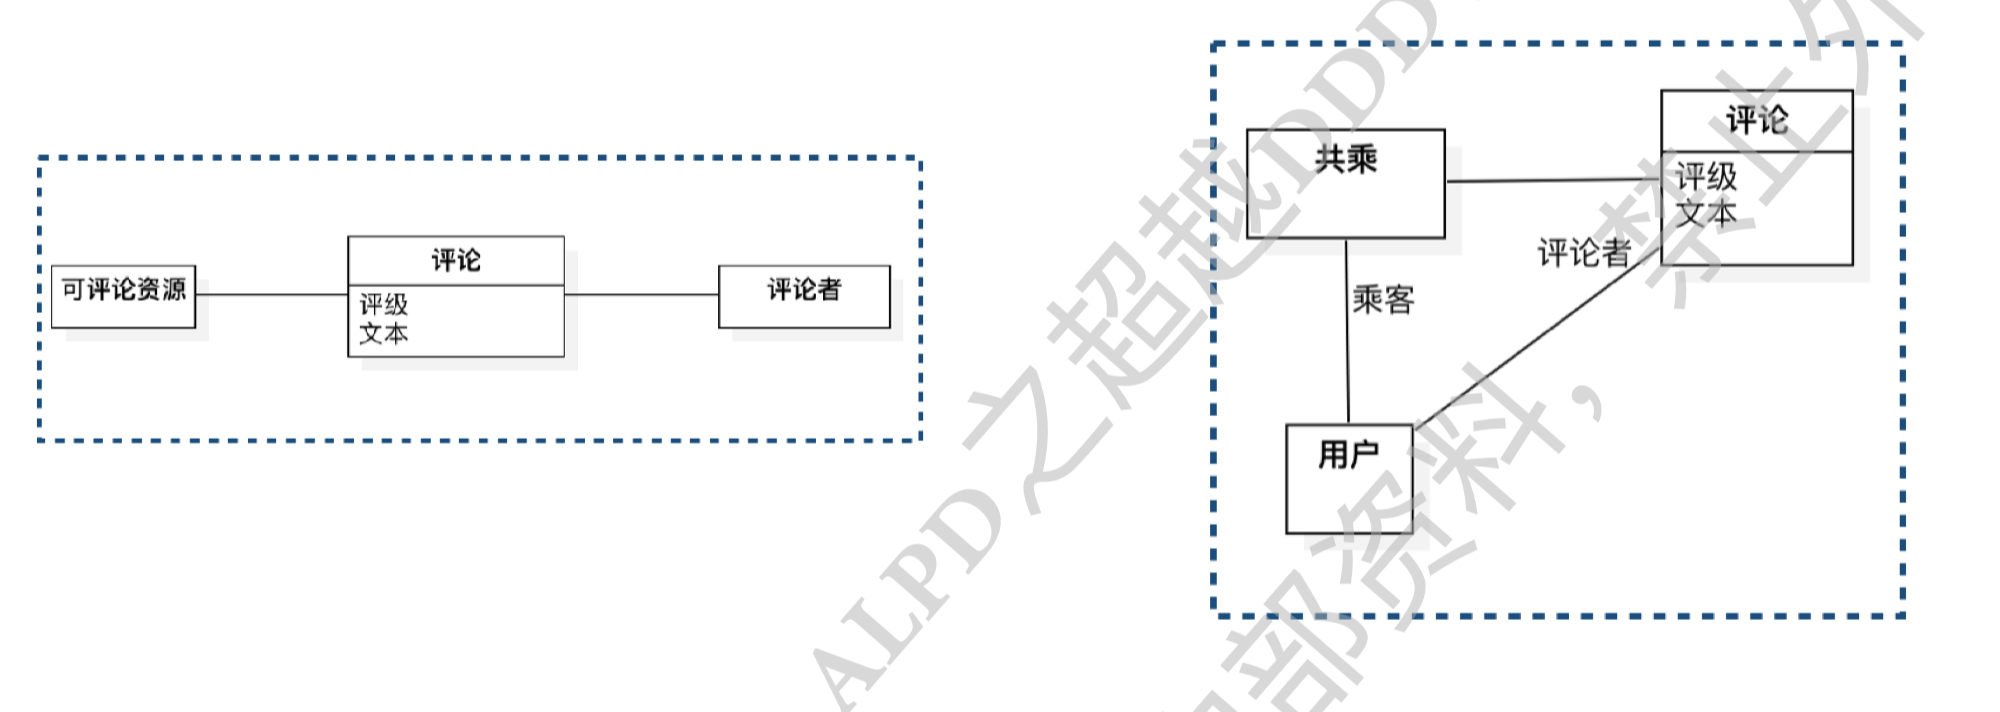 可评论资源
评论
评级
文本
评论者
共乘
评论
评级
文本
评论者
乘客
用户
ALPD之超越DDD
部资料，禁止外